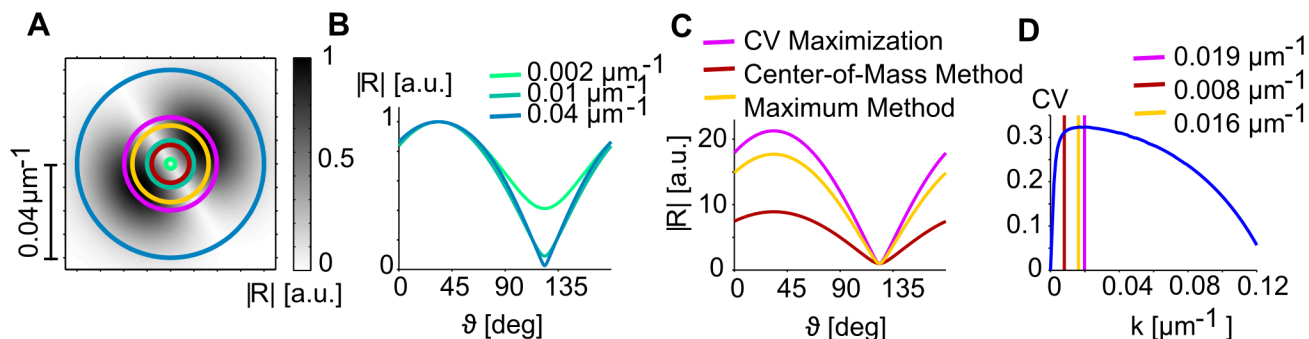 A
0.04 µm⁻¹
1
0.5
0
|R| [a.u.]
B
|R| [a.u.]
0.002 µm⁻¹
0.01 µm⁻¹
0.04 µm⁻¹
1
0
0 45 90 135
ϑ [deg]
C
CV Maximization
Center-of-Mass Method
Maximum Method
|R| [a.u.]
20
10
0
0 45 90 135
ϑ [deg]
D
0.019 µm⁻¹
0.008 µm⁻¹
0.016 µm⁻¹
CV
0.3
0.2
0.1
0
0 0.04 0.08 0.12
k [µm⁻¹]